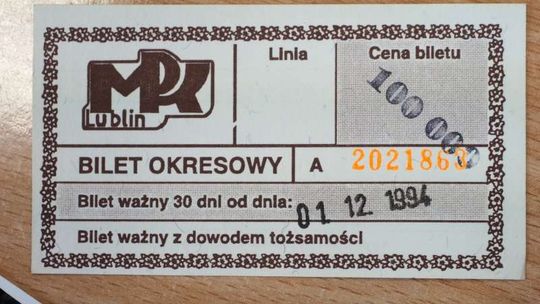 MPK
Lublin
Linia
Cena biletu
100 000
BILET OKRESOWY
A 2021863
Bilet ważny 30 dni od dnia: 01 12 1994
Bilet ważny z dowodem tożsamości